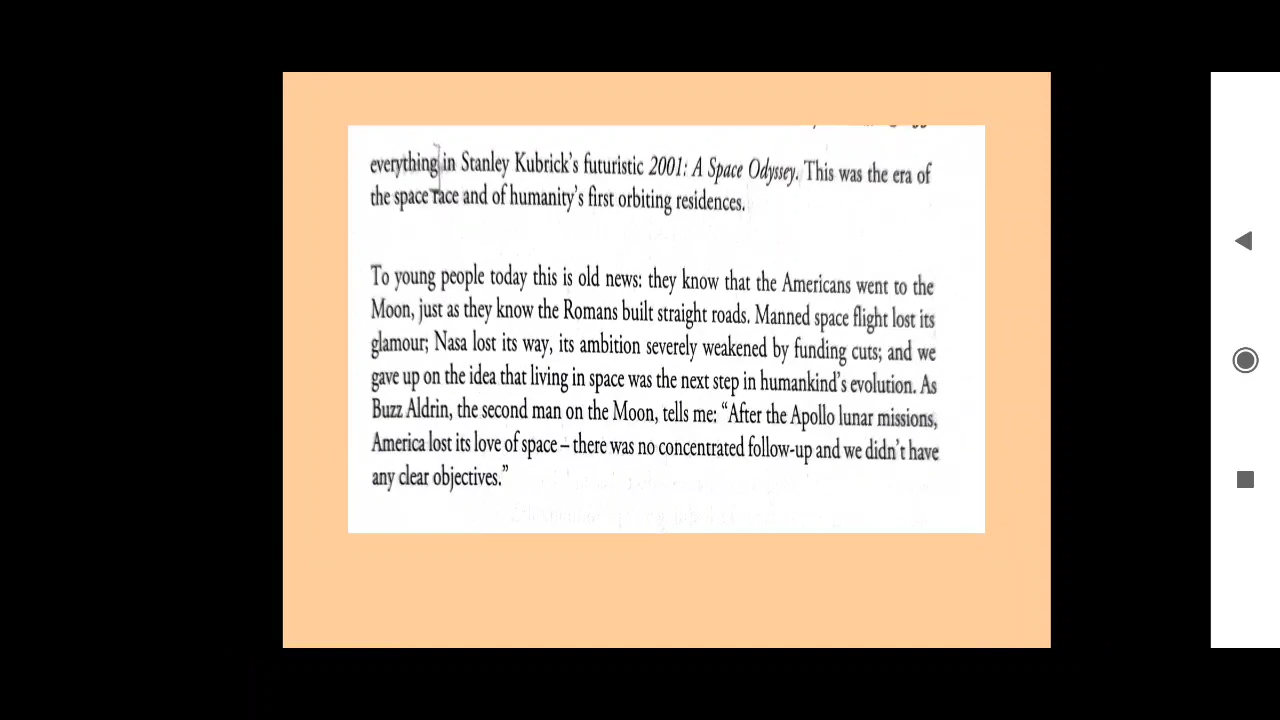 everything in Stanley Kubrick's futuristic 2001: A Space Odyssey. This was the era of
the space race and of humanity's first orbiting residences.
To young people today this is old news: they know that the Americans went to the
Moon, just as they know the Romans built straight roads. Manned space flight lost its
glamour; Nasa lost its way, its ambition severely weakened by funding cuts; and we
gave up on the idea that living in space was the next step in humankind's evolution. As
Buzz Aldrin, the second man on the Moon, tells me: “After the Apollo lunar missions,
America lost its love of space – there was no concentrated follow-up and we didn't have
any clear objectives.”